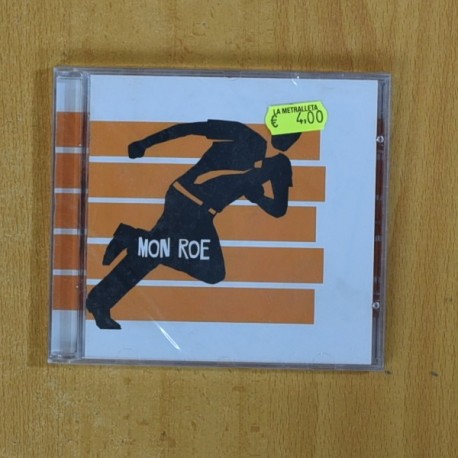 LA METRALLETA
€ 4,00
MON ROE